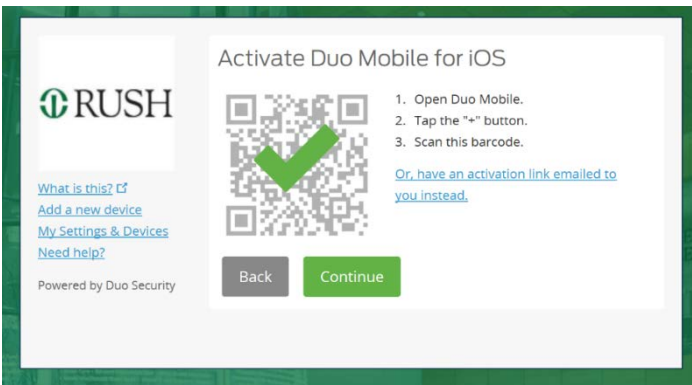 RUSH
What is this?
Add a new device
My Settings & Devices
Need help?
Powered by Duo Security
Activate Duo Mobile for iOS
1. Open Duo Mobile.
2. Tap the "+" button.
3. Scan this barcode.
Or, have an activation link emailed to
you instead.
Back
Continue